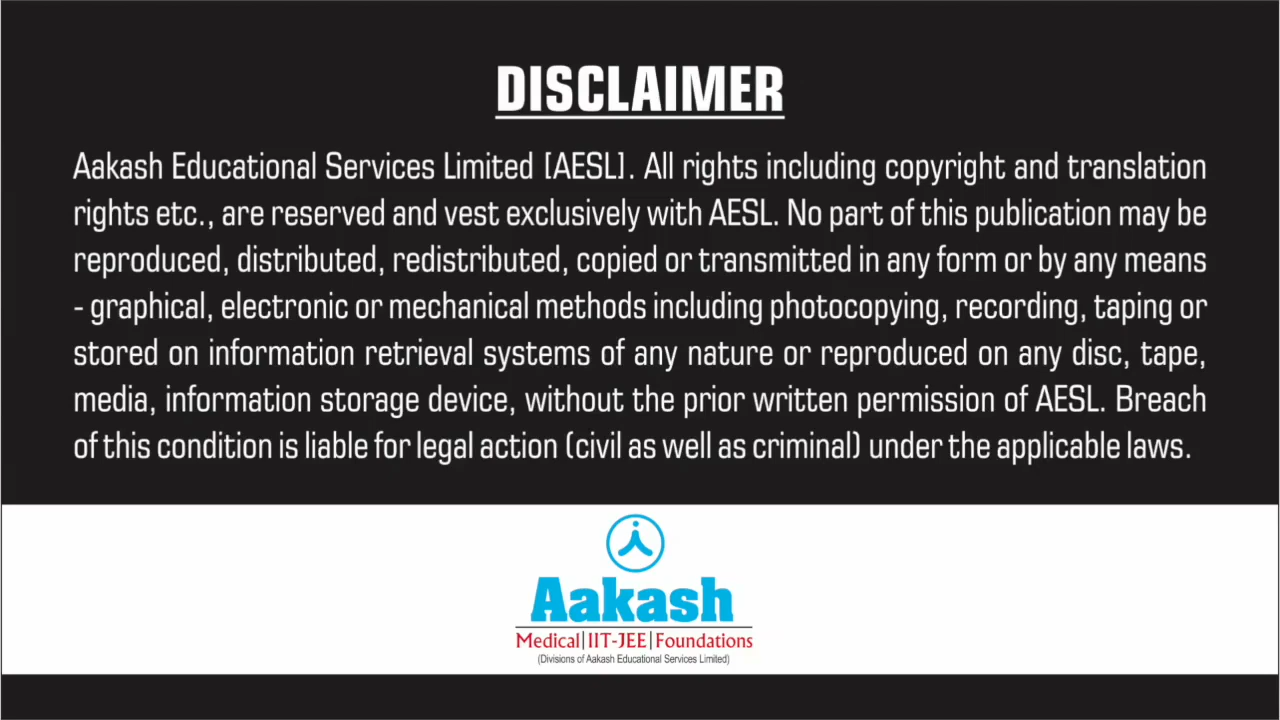 DISCLAIMER
Aakash Educational Services Limited [AESL]. All rights including copyright and translation
rights etc., are reserved and vest exclusively with AESL. No part of this publication may be
reproduced, distributed, redistributed, copied or transmitted in any form or by any means
- graphical, electronic or mechanical methods including photocopying, recording, taping or
stored on information retrieval systems of any nature or reproduced on any disc, tape,
media, information storage device, without the prior written permission of AESL. Breach
of this condition is liable for legal action (civil as well as criminal) under the applicable laws.
Aakash
Medical|IIT-JEE|Foundations
(Divisions of Aakash Educational Services Limited)